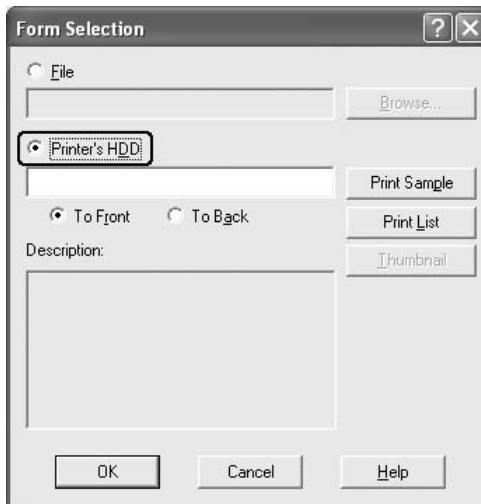 Form Selection
File
Browse...
Printer's HDD
Print Sample
To Front To Back
Print List
Description:
Thumbnail
OK Cancel Help